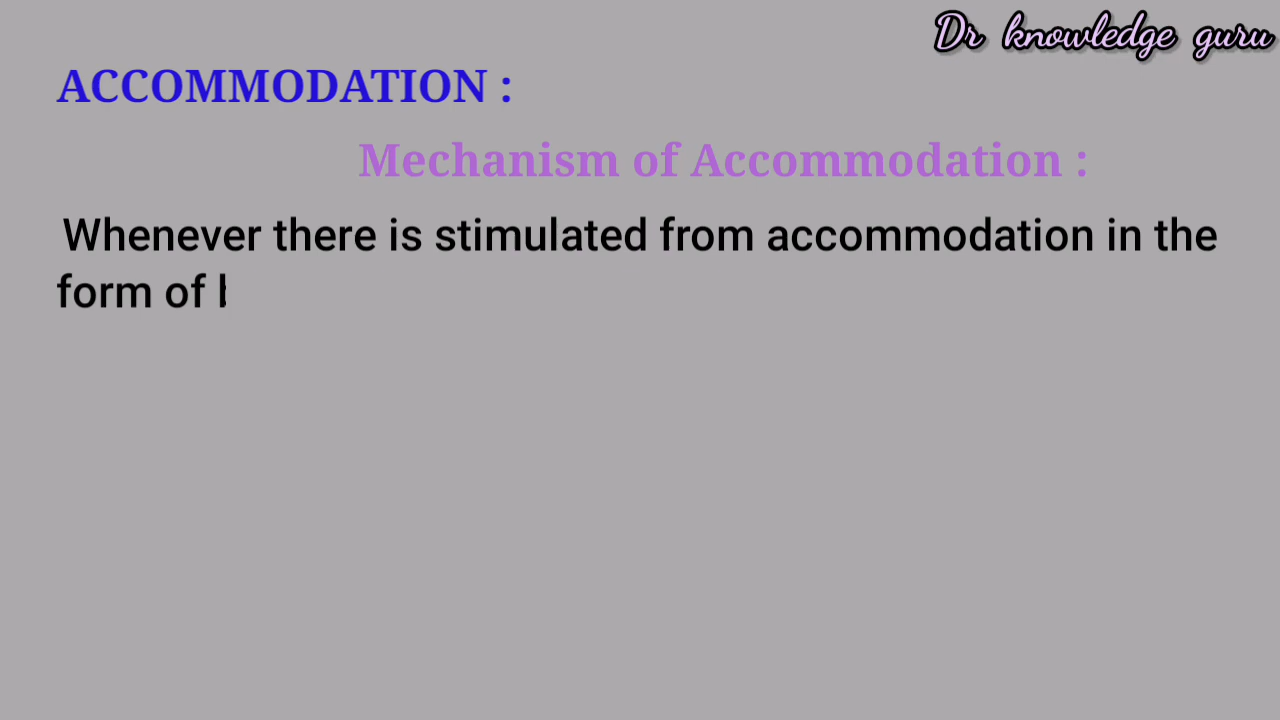 Dr knowledge guru
ACCOMMODATION :
Mechanism of Accommodation :
Whenever there is stimulated from accommodation in the
form of